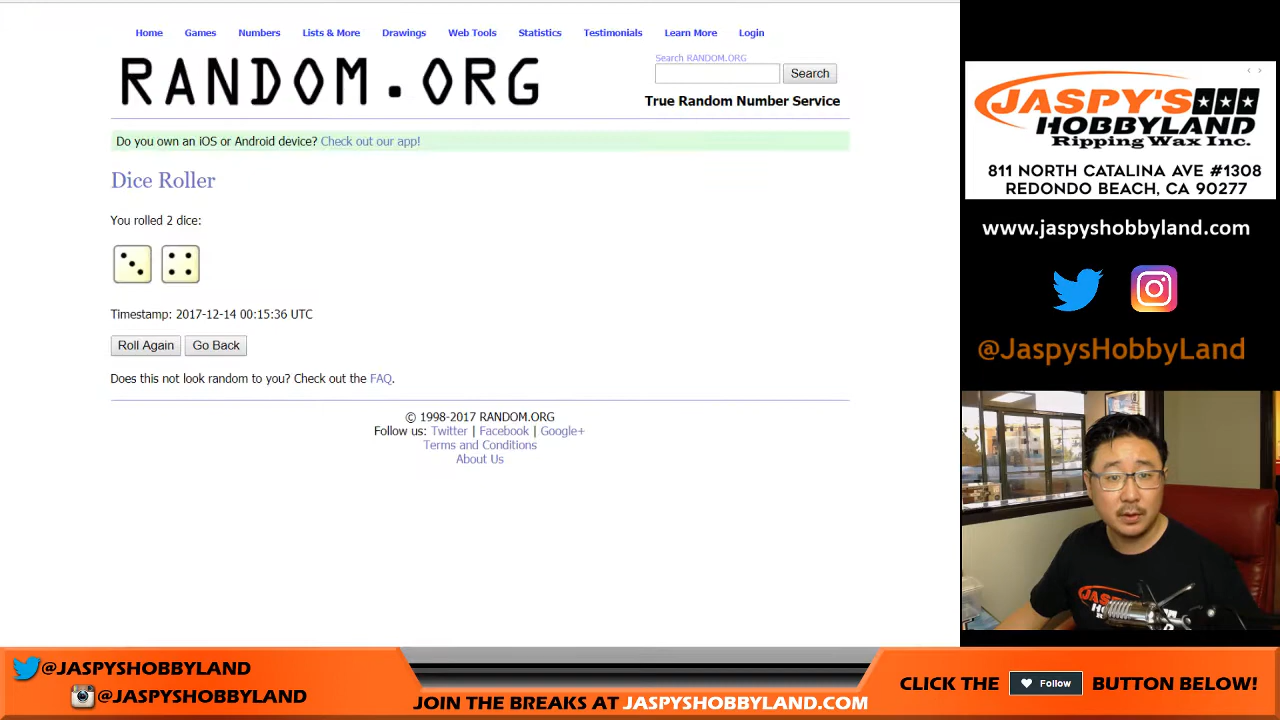 Home Games Numbers Lists & More Drawings Web Tools Statistics Testimonials Learn More Login
RANDOM.ORG
Search RANDOM.ORG
Search
True Random Number Service
Do you own an iOS or Android device? Check out our app!
Dice Roller
You rolled 2 dice:
Timestamp: 2017-12-14 00:15:36 UTC
Roll Again Go Back
Does this not look random to you? Check out the FAQ.
© 1998-2017 RANDOM.ORG
Follow us: Twitter | Facebook | Google+
Terms and Conditions
About Us
JASPY'S
HOBBYLAND
Ripping Wax Inc.
811 NORTH CATALINA AVE #1308
REDONDO BEACH, CA 90277
www.jaspyshobbyland.com
@JaspysHobbyLand
JASPY'S
@JASPYSHOBBYLAND
@JASPYSHOBBYLAND
JOIN THE BREAKS AT JASPYSHOBBYLAND.COM
CLICK THE Follow BUTTON BELOW!